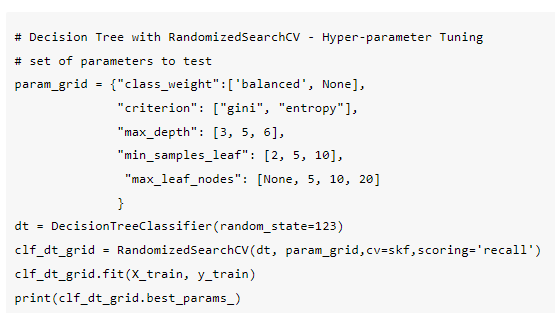 # Decision Tree with RandomizedSearchCV - Hyper-parameter Tuning
# set of parameters to test
param_grid = {"class_weight":['balanced', None],
              "criterion": ["gini", "entropy"],
              "max_depth": [3, 5, 6],
              "min_samples_leaf": [2, 5, 10],
               "max_leaf_nodes": [None, 5, 10, 20]
              }
dt = DecisionTreeClassifier(random_state=123)
clf_dt_grid = RandomizedSearchCV(dt, param_grid,cv=skf,scoring='recall')
clf_dt_grid.fit(X_train, y_train)
print(clf_dt_grid.best_params_)